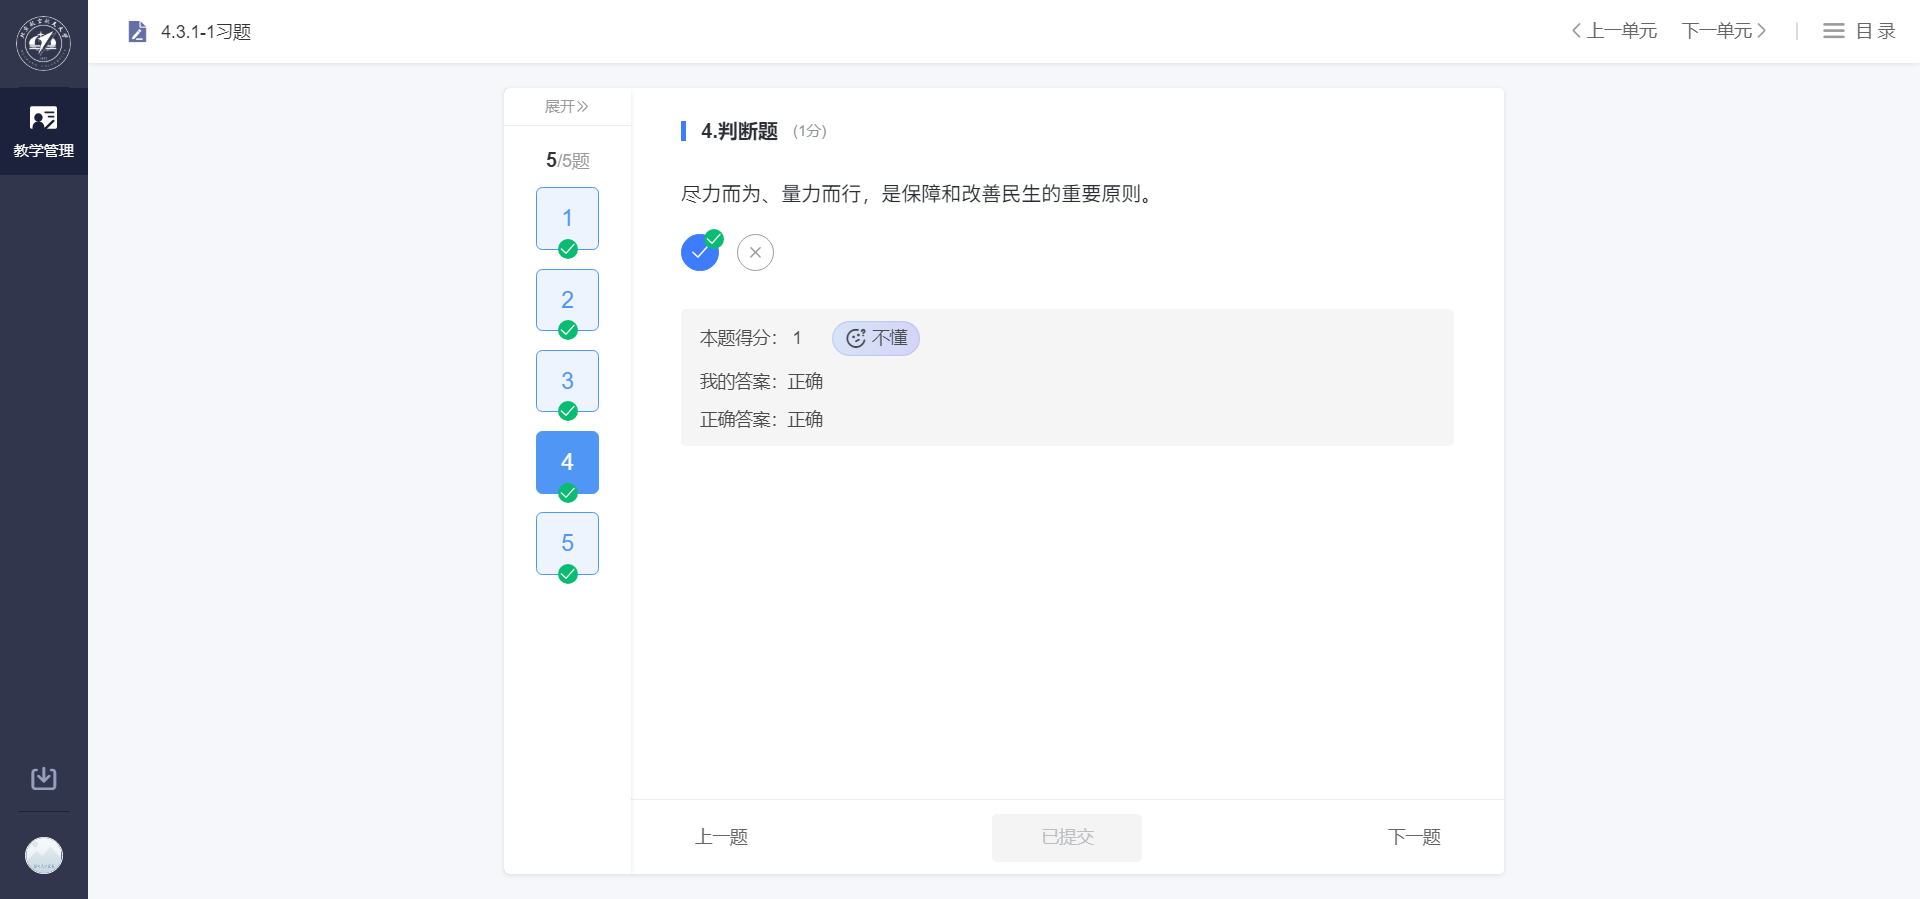 4.3.1-1习题
上一单元
下一单元
目录
教学管理
展开
5/5题
1
2
3
4
5
4.判断题 (1分)
尽力而为、量力而行，是保障和改善民生的重要原则。
本题得分： 1 不懂
我的答案：正确
正确答案：正确
上一题
已提交
下一题